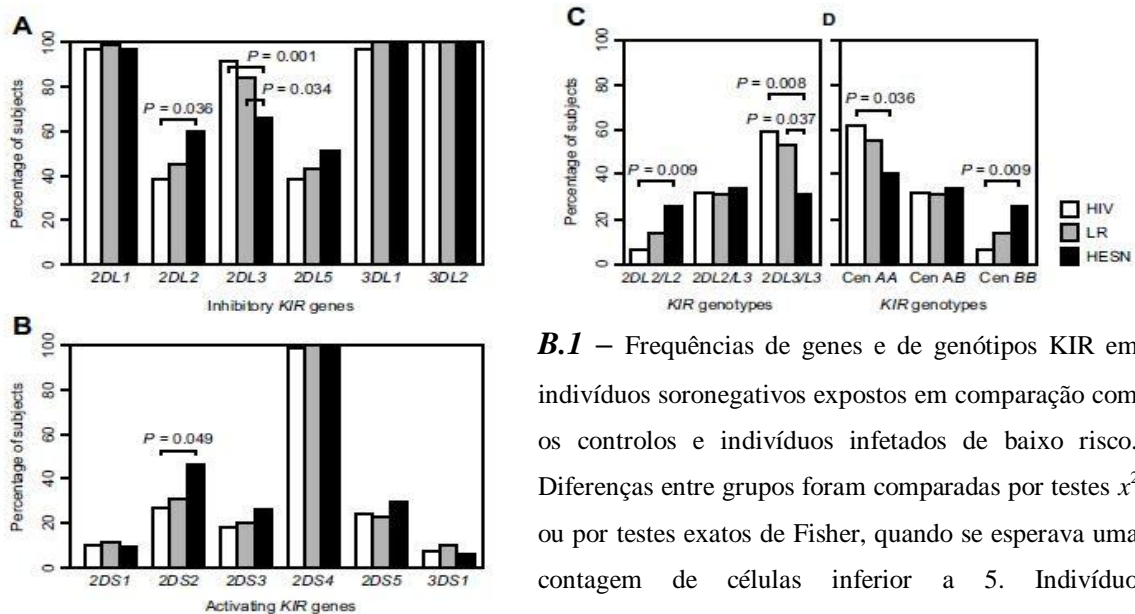 A
Percentage of subjects
100
80
60
40
20
0
P = 0.036
P = 0.001
P = 0.034
2DL1 2DL2 2DL3 2DL5 3DL1 3DL2
Inhibitory KIR genes
B
Percentage of subjects
100
80
60
40
20
0
P = 0.049
2DS1 2DS2 2DS3 2DS4 2DS5 3DS1
Activating KIR genes
C
Percentage of subjects
100
80
60
40
20
0
P = 0.009
P = 0.008
P = 0.037
2DL2/L2 2DL2/L3 2DL3/L3
KIR genotypes
D
P = 0.036
P = 0.009
Cen AA Cen AB Cen BB
KIR genotypes
HIV
LR
HESN
B.1 – Frequências de genes e de genótipos KIR em
indivíduos soronegativos expostos em comparação com
os controlos e indivíduos infetados de baixo risco.
Diferenças entre grupos foram comparadas por testes x²
ou por testes exatos de Fisher, quando se esperava uma
contagem de células inferior a 5. Indivíduo